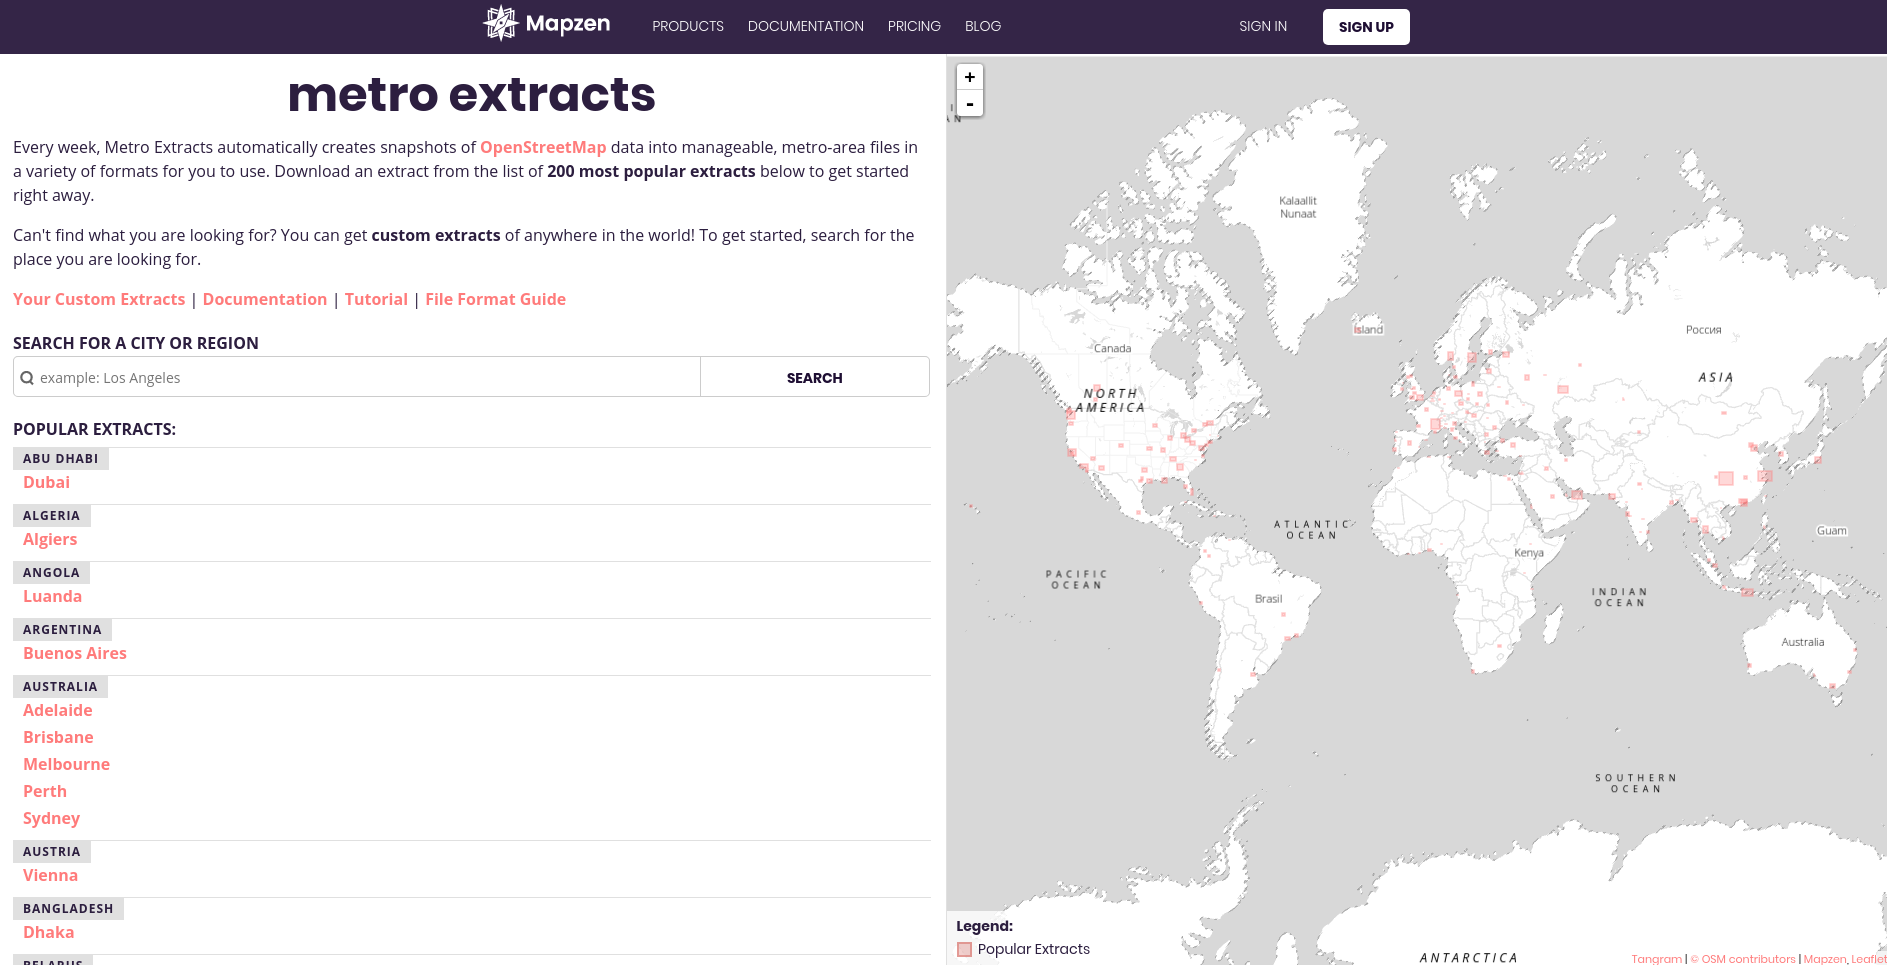 Mapzen
PRODUCTS
DOCUMENTATION
PRICING
BLOG
SIGN IN
SIGN UP
metro extracts
Every week, Metro Extracts automatically creates snapshots of OpenStreetMap data into manageable, metro-area files in
a variety of formats for you to use. Download an extract from the list of 200 most popular extracts below to get started
right away.
Can't find what you are looking for? You can get custom extracts of anywhere in the world! To get started, search for the
place you are looking for.
Your Custom Extracts | Documentation | Tutorial | File Format Guide
SEARCH FOR A CITY OR REGION
example: Los Angeles
SEARCH
POPULAR EXTRACTS:
ABU DHABI
Dubai
ALGERIA
Algiers
ANGOLA
Luanda
ARGENTINA
Buenos Aires
AUSTRALIA
Adelaide
Brisbane
Melbourne
Perth
Sydney
AUSTRIA
Vienna
BANGLADESH
Dhaka
BELARUS
+
-
Kalaallit
Nunaat
Ísland
Россия
Canada
ASIA
NORTH
AMERICA
ATLANTIC
OCEAN
Guam
Kenya
PACIFIC
OCEAN
Brasil
INDIAN
OCEAN
Australia
SOUTHERN
OCEAN
ANTARCTICA
Legend:
Popular Extracts
Tangram | © OSM contributors | Mapzen, Leaflet